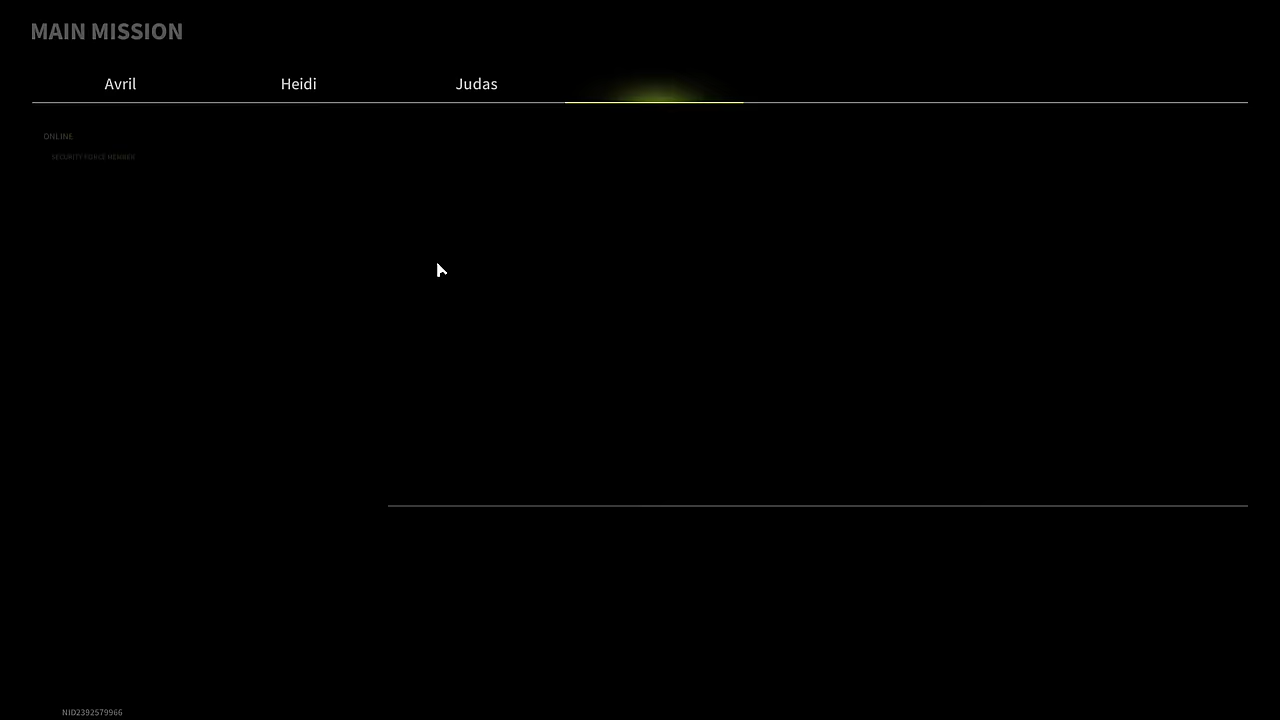 MAIN MISSION
Avril Heidi Judas
ONLINE
SECURITY FORCE MEMBER
NID2392579966